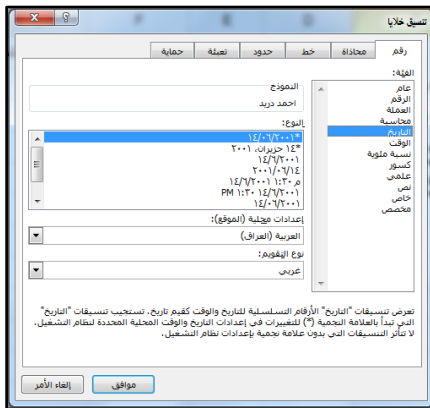 تنسيق خلايا
رقم
محاذاة
خط
حدود
تعبئة
حماية
الفئة:
عام
الرقم
العملة
محاسبة
التاريخ
الوقت
نسبة مئوية
كسور
علمي
نص
خاص
مخصص
النموذج
احمد دريد
النوع:
*١٤/٠٦/٢٠٠١
*١٤ حزيران، ٢٠٠١
١٤/٦/٢٠٠١
٢٠٠١/٠٦/١٤
١٤/٦/٢٠٠١ ١:٣٠ م
١٤/٦/٢٠٠١ ١:٣٠ PM
١٤/٠٦/٢٠٠١
إعدادات محلية (الموقع):
العربية (العراق)
نوع التقويم:
غربي
تعرض تنسيقات "التاريخ" الأرقام التسلسلية للتاريخ والوقت كقيم تاريخ. تستجيب تنسيقات "التاريخ"
التي تبدأ بالعلامة النجمية (*) للتغييرات في إعدادات التاريخ والوقت المحلية المحددة لنظام التشغيل.
لا تتأثر التنسيقات التي بدون علامة نجمية بإعدادات نظام التشغيل.
موافق
إلغاء الأمر